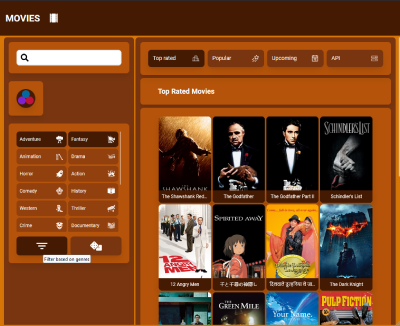 MOVIES
Top rated
Popular
Upcoming
API
Top Rated Movies
Adventure
Fantasy
Animation
Drama
Horror
Action
Comedy
History
Western
Thriller
Crime
Documentary
Filter based on genres
SHAWSHANK
The Shawshank Red..
The Godfather
The Godfather Part II
SCHINDLER'S LIST
Schindler's List
12 ANGRY MEN
12 Angry Men
SPIRITED AWAY
千と千尋の神隠し
दिलवाले दुल्हनिया ले जा..
The Dark Knight
THE GREEN MILE
Your Name.
PULP FICTION